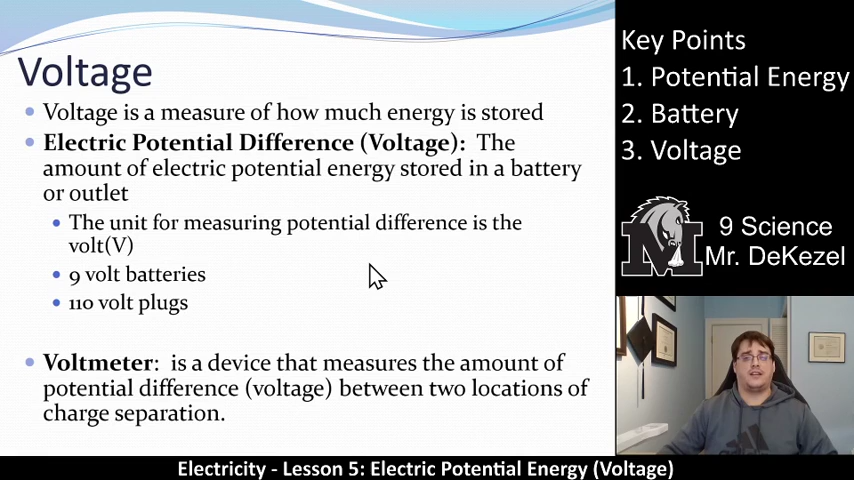 Voltage
Voltage is a measure of how much energy is stored
Electric Potential Difference (Voltage): The
amount of electric potential energy stored in a battery
or outlet
The unit for measuring potential difference is the
volt(V)
9 volt batteries
110 volt plugs
Voltmeter: is a device that measures the amount of
potential difference (voltage) between two locations of
charge separation.
Key Points
1. Potential Energy
2. Battery
3. Voltage
M
9 Science
Mr. DeKezel
Electricity - Lesson 5: Electric Potential Energy (Voltage)